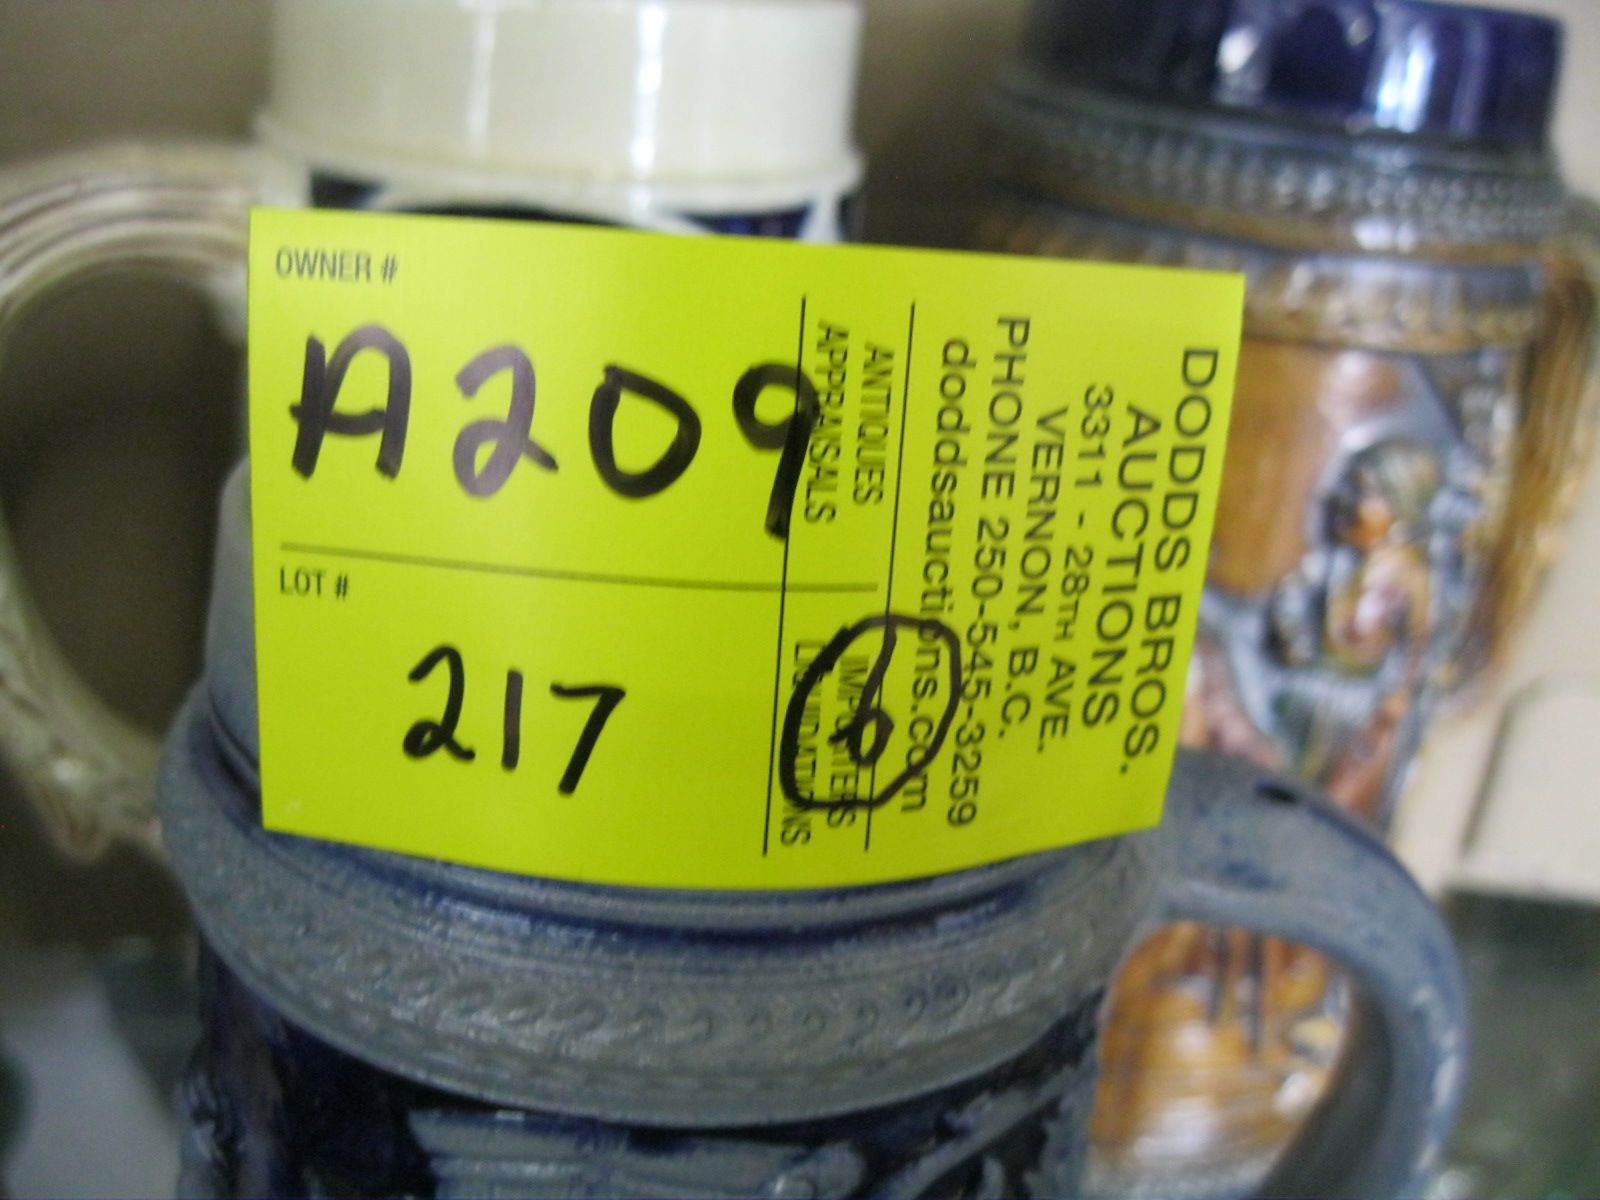 OWNER #
A209
LOT #
217
6
DODDS BROS.
AUCTIONS
3311 - 28TH AVE.
VERNON, B.C.
PHONE 250-545-3259
doddsauctions.com
ANTIQUES
APPRAISALS
IMPORTERS
LIQUIDATIONS